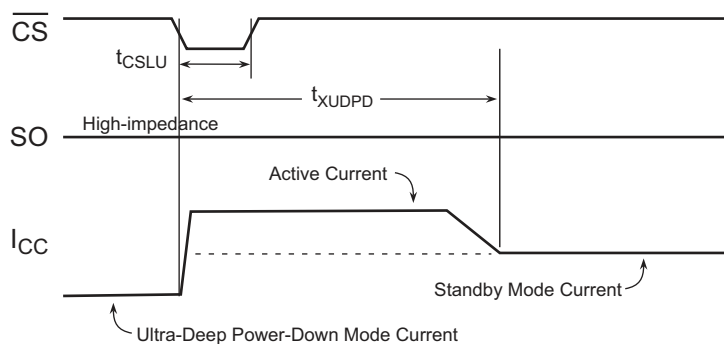 CS
tCSLU
tXUDPD
High-impedance
SO
Active Current
ICC
Standby Mode Current
Ultra-Deep Power-Down Mode Current